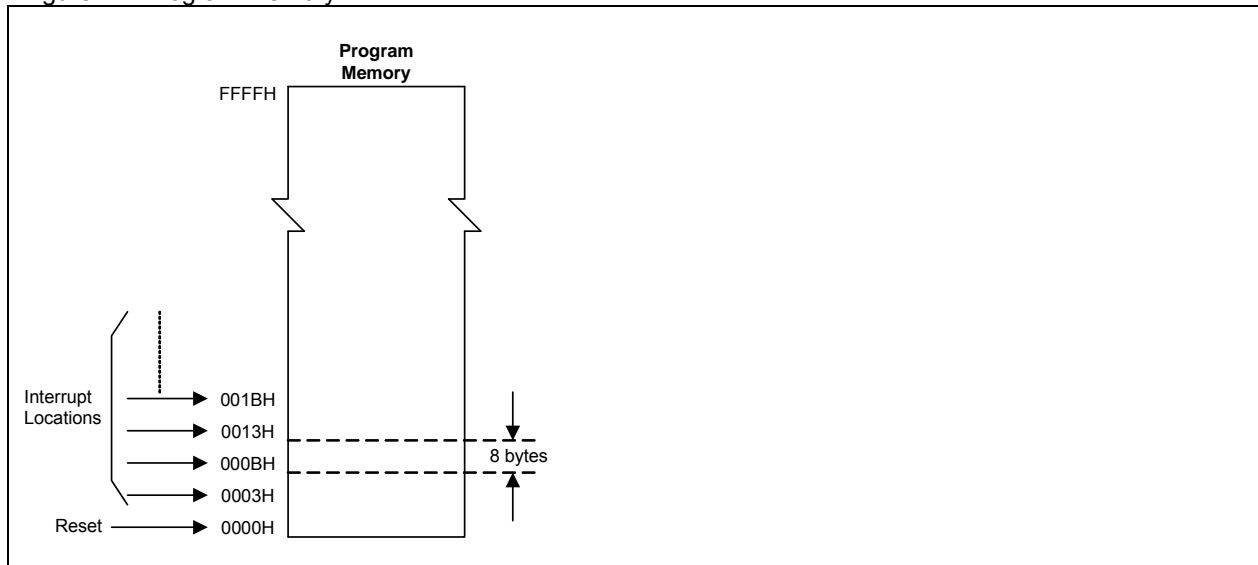 Program
Memory
FFFFH
Interrupt
Locations
001BH
0013H
000BH
0003H
8 bytes
Reset
0000H